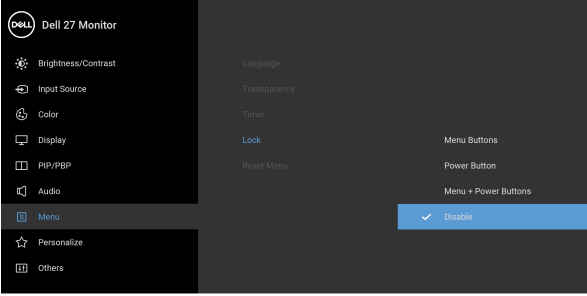 DELL Dell 27 Monitor
Brightness/Contrast
Language
Input Source
Transparency
Color
Timer
Display
Lock
Menu Buttons
PIP/PBP
Reset Menu
Power Button
Audio
Menu + Power Buttons
Menu
Disable
Personalize
Others